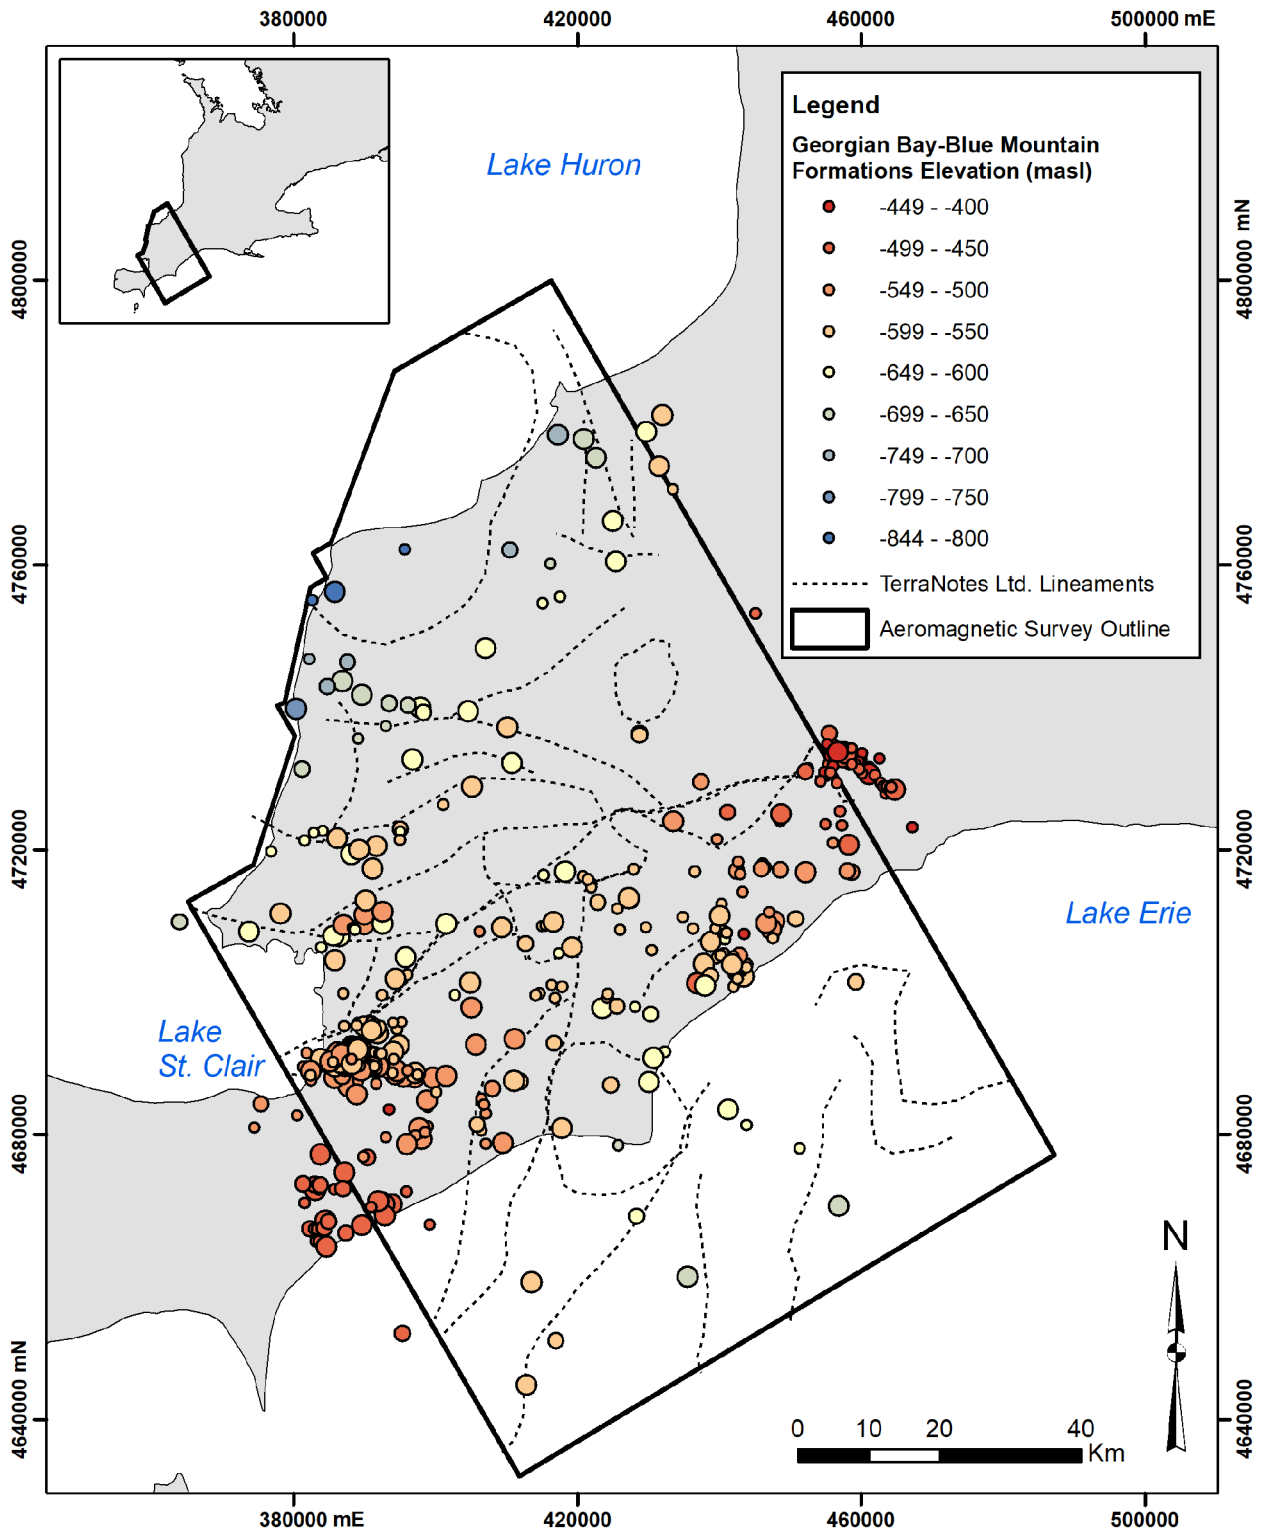 380000
420000
460000
500000 mE
Legend
Georgian Bay-Blue Mountain
Formations Elevation (masl)
-449 - -400
-499 - -450
-549 - -500
-599 - -550
-649 - -600
-699 - -650
-749 - -700
-799 - -750
-844 - -800
TerraNotes Ltd. Lineaments
Aeromagnetic Survey Outline
Lake Huron
4800000
4800000 mN
4760000
4760000
4720000
4720000
Lake Erie
Lake
St. Clair
4680000
4680000
N
4640000 mN
4640000
0 10 20 40
Km
380000 mE
420000
460000
500000